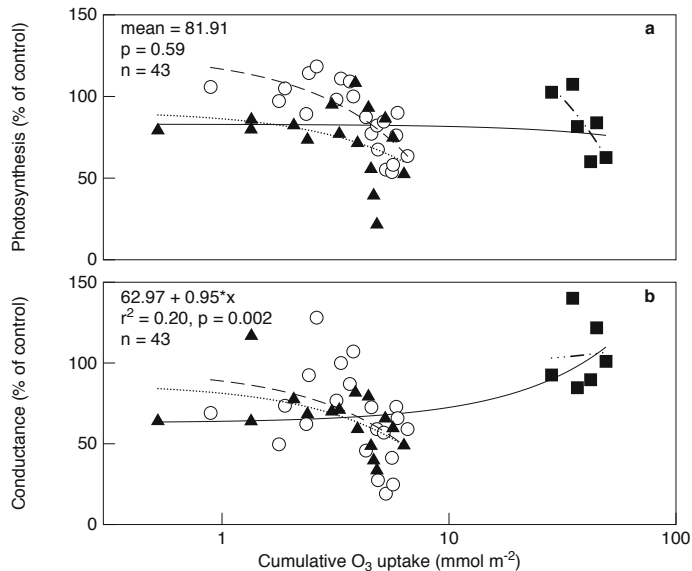 150
100
50
0
Photosynthesis (% of control)
mean = 81.91
p = 0.59
n = 43
a
150
100
50
0
Conductance (% of control)
62.97 + 0.95*x
r² = 0.20, p = 0.002
n = 43
b
1
10
100
Cumulative O₃ uptake (mmol m⁻²)